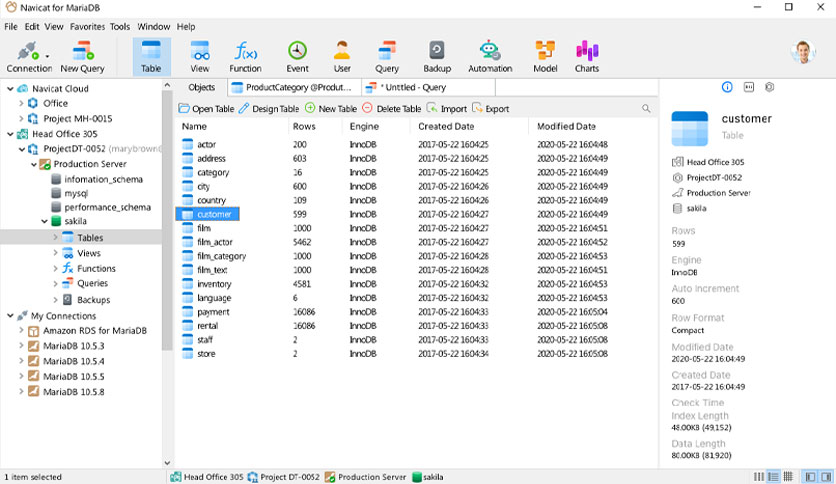 Navicat for MariaDB
File Edit View Favorites Tools Window Help
Connection New Query Table View Function Event User Query Backup Automation Model Charts
Objects ProductCategory @Produt... * Untitled - Query
Open Table Design Table New Table Delete Table Import Export
Navicat Cloud
Office
Project MH-0015
Head Office 305
ProjectDT-0052 (marybrown@
Production Server
infomation_schema
mysql
performance_schema
sakila
Tables
Views
Functions
Queries
Backups
My Connections
Amazon RDS for MariaDB
MariaDB 10.5.3
MariaDB 10.5.4
MariaDB 10.5.5
MariaDB 10.5.8
Name Rows Engine Created Date Modified Date
actor 200 InnoDB 2017-05-22 16:04:25 2020-05-22 16:04:48
address 603 InnoDB 2017-05-22 16:04:25 2020-05-22 16:04:49
category 16 InnoDB 2017-05-22 16:04:25 2020-05-22 16:04:49
city 600 InnoDB 2017-05-22 16:04:26 2020-05-22 16:04:49
country 109 InnoDB 2017-05-22 16:04:26 2020-05-22 16:04:49
customer 599 InnoDB 2017-05-22 16:04:27 2020-05-22 16:04:49
film 1000 InnoDB 2017-05-22 16:04:27 2020-05-22 16:04:51
film_actor 5462 InnoDB 2017-05-22 16:04:27 2020-05-22 16:04:52
film_category 1000 InnoDB 2017-05-22 16:04:28 2020-05-22 16:04:53
film_text 1000 InnoDB 2017-05-22 16:04:28 2020-05-22 16:04:51
inventory 4581 InnoDB 2017-05-22 16:04:32 2020-05-22 16:04:53
language 6 InnoDB 2017-05-22 16:04:32 2020-05-22 16:04:53
payment 16086 InnoDB 2017-05-22 16:04:33 2020-05-22 16:05:04
rental 16086 InnoDB 2017-05-22 16:04:33 2020-05-22 16:05:08
staff 2 InnoDB 2017-05-22 16:04:33 2020-05-22 16:05:08
store 2 InnoDB 2017-05-22 16:04:34 2020-05-22 16:05:08
customer
Table
Head Office 305
ProjectDT-0052
Production Server
sakila
Rows
599
Engine
InnoDB
Auto Increment
600
Row Format
Compact
Modified Date
2020-05-22 16:04:49
Created Date
2017-05-22 16:04:49
Check Time
Index Length
48.00KB (49,152)
Data Length
80.00KB (81,920)
1 item selected Head Office 305 Project DT-0052 Production Server sakila